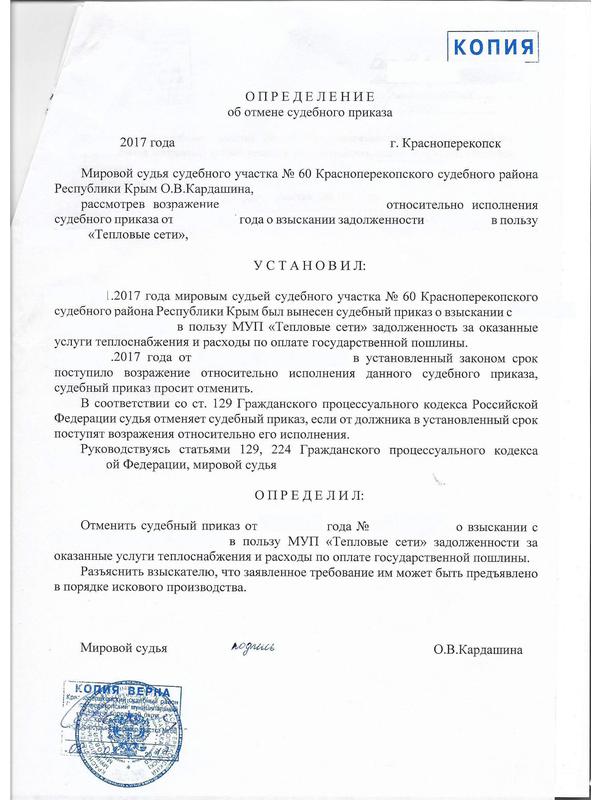 КОПИЯ
ОПРЕДЕЛЕНИЕ
об отмене судебного приказа
2017 года г. Красноперекопск
Мировой судья судебного участка № 60 Красноперекопского судебного района
Республики Крым О.В.Кардашина,
рассмотрев возражение относительно исполнения
судебного приказа от года о взыскании задолженности в пользу
«Тепловые сети»,
УСТАНОВИЛ:
.2017 года мировым судьей судебного участка № 60 Красноперекопского
судебного района Республики Крым был вынесен судебный приказ о взыскании с
в пользу МУП «Тепловые сети» задолженность за оказанные
услуги теплоснабжения и расходы по оплате государственной пошлины.
.2017 года от в установленный законом срок
поступило возражение относительно исполнения данного судебного приказа,
судебный приказ просит отменить.
В соответствии со ст. 129 Гражданского процессуального кодекса Российской
Федерации судья отменяет судебный приказ, если от должника в установленный срок
поступят возражения относительно его исполнения.
Руководствуясь статьями 129, 224 Гражданского процессуального кодекса
ой Федерации, мировой судья
ОПРЕДЕЛИЛ:
Отменить судебный приказ от года № о взыскании с
в пользу МУП «Тепловые сети» задолженности за
оказанные услуги теплоснабжения и расходы по оплате государственной пошлины.
Разъяснить взыскателю, что заявленное требование им может быть предъявлено
в порядке искового производства.
Мировой судья подпись О.В.Кардашина
КОПИЯ ВЕРНА